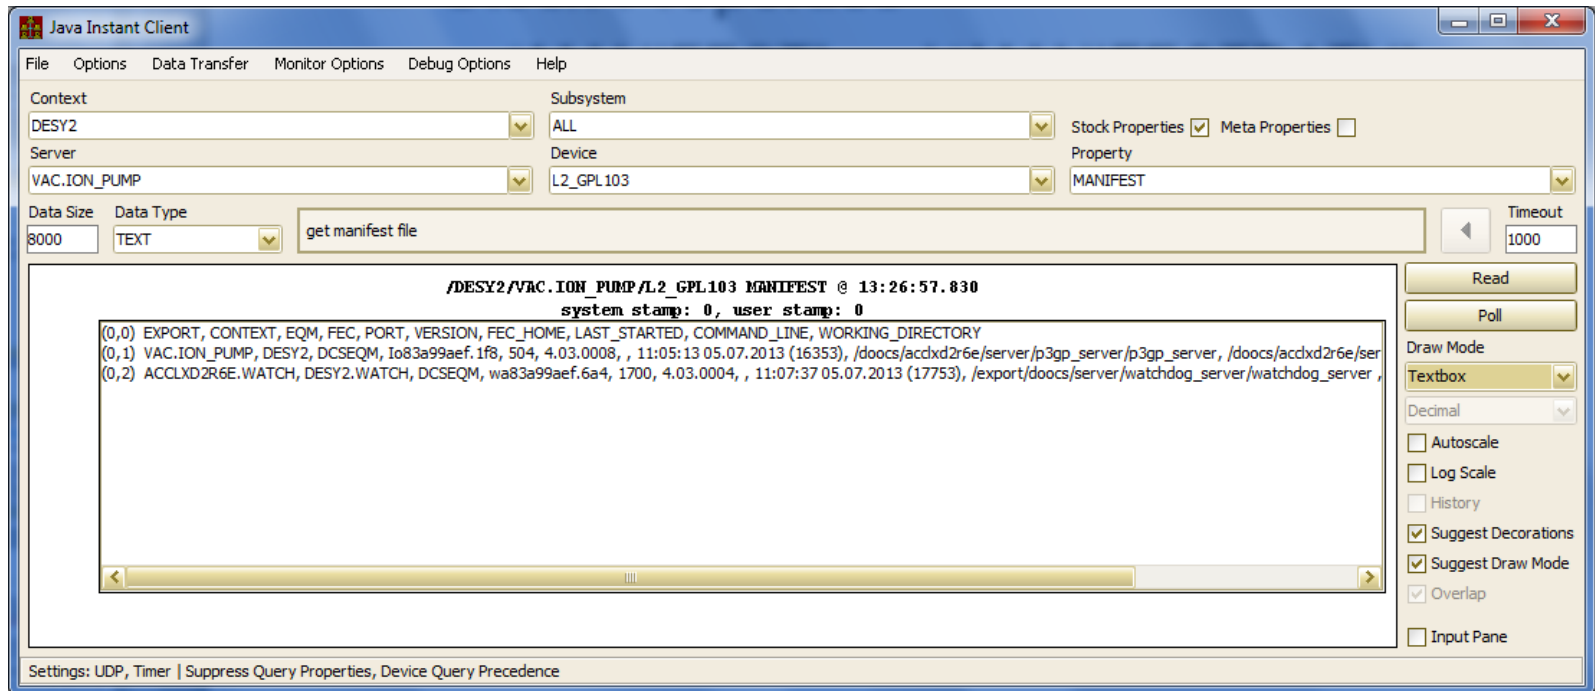 Java Instant Client
File Options Data Transfer Monitor Options Debug Options Help
Context Subsystem
DESY2 ALL Stock Properties Meta Properties
Server Device Property
VAC.ION_PUMP L2_GPL103 MANIFEST
Data Size Data Type Timeout
8000 TEXT get manifest file 1000
/DESY2/VAC.ION_PUMP/L2_GPL103 MANIFEST @ 13:26:57.830
system stamp: 0, user stamp: 0
(0,0) EXPORT, CONTEXT, EQM, FEC, PORT, VERSION, FEC_HOME, LAST_STARTED, COMMAND_LINE, WORKING_DIRECTORY
(0,1) VAC.ION_PUMP, DESY2, DCSEQM, Io83a99aef.1f8, 504, 4.03.0008, , 11:05:13 05.07.2013 (16353), /doocs/acclxd2r6e/server/p3gp_server/p3gp_server, /doocs/acclxd2r6e/ser
(0,2) ACCLXD2R6E.WATCH, DESY2.WATCH, DCSEQM, wa83a99aef.6a4, 1700, 4.03.0004, , 11:07:37 05.07.2013 (17753), /export/doocs/server/watchdog_server/watchdog_server ,
Read
Poll
Draw Mode
Textbox
Decimal
Autoscale
Log Scale
History
Suggest Decorations
Suggest Draw Mode
Overlap
Input Pane
Settings: UDP, Timer | Suppress Query Properties, Device Query Precedence